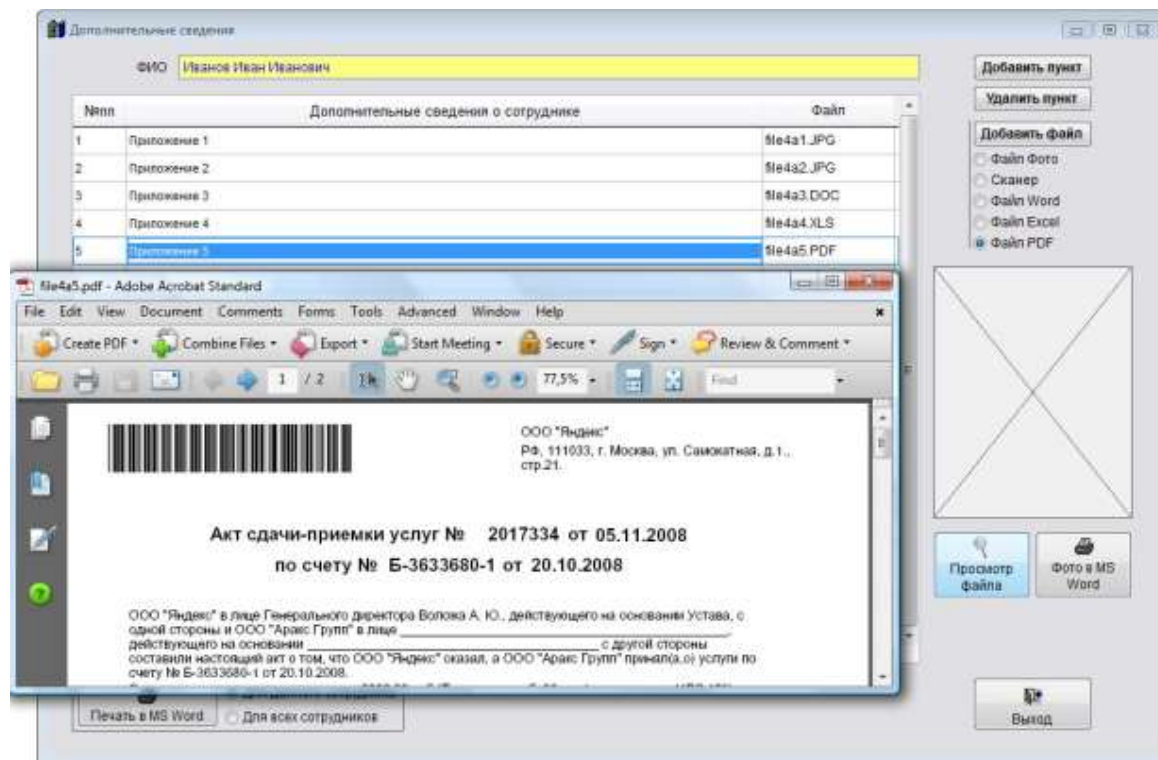 Дополнительные сведения
ФИО Иванов Иван Иванович
Добавить пункт
Удалить пункт
№пп Дополнительные сведения о сотруднике Файл
1 Приложение 1 file4a1.JPG
2 Приложение 2 file4a2.JPG
3 Приложение 3 file4a3.DOC
4 Приложение 4 file4a4.XLS
5 Приложение 5 file4a5.PDF
Добавить файл
Файл Фото
Сканер
Файл Word
Файл Excel
Файл PDF
file4a5.pdf - Adobe Acrobat Standard
File Edit View Document Comments Forms Tools Advanced Window Help
Create PDF Combine Files Export Start Meeting Secure Sign Review & Comment
1 / 2 77,5% Find
ООО "Яндекс"
РФ, 111033, г. Москва, ул. Самокатная, д.1.,
стр.21.
Акт сдачи-приемки услуг № 2017334 от 05.11.2008
по счету № Б-3633680-1 от 20.10.2008
ООО "Яндекс" в лице Генерального директора Воложа А. Ю., действующего на основании Устава, с
одной стороны и ООО "Аракс Групп" в лице
действующего на основании с другой стороны
составили настоящий акт о том, что ООО "Яндекс" оказал, а ООО "Аракс Групп" принял(а,о) услуги по
счету № Б-3633680-1 от 20.10.2008.
Просмотр файла
Фото в MS Word
Печать в MS Word
Для всех сотрудников
Выход